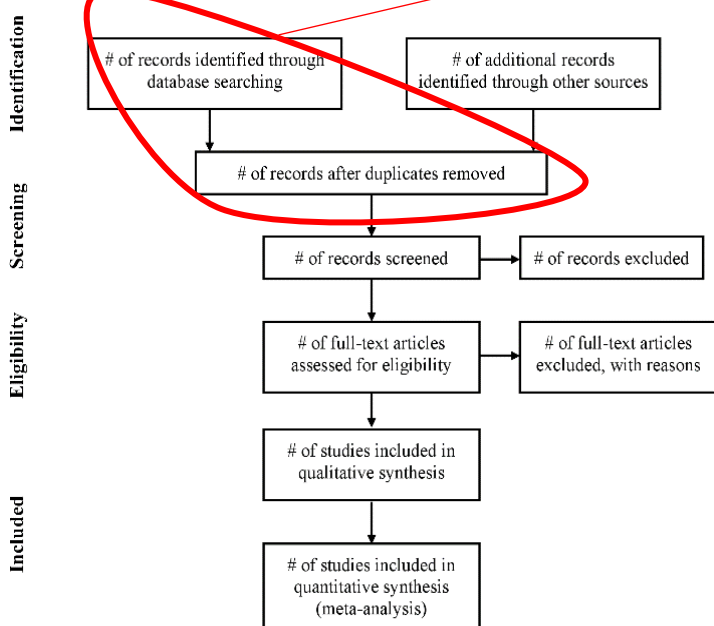 Identification
# of records identified through
database searching
# of additional records
identified through other sources
# of records after duplicates removed
Screening
# of records screened
# of records excluded
Eligibility
# of full-text articles
assessed for eligibility
# of full-text articles
excluded, with reasons
# of studies included in
qualitative synthesis
Included
# of studies included in
quantitative synthesis
(meta-analysis)